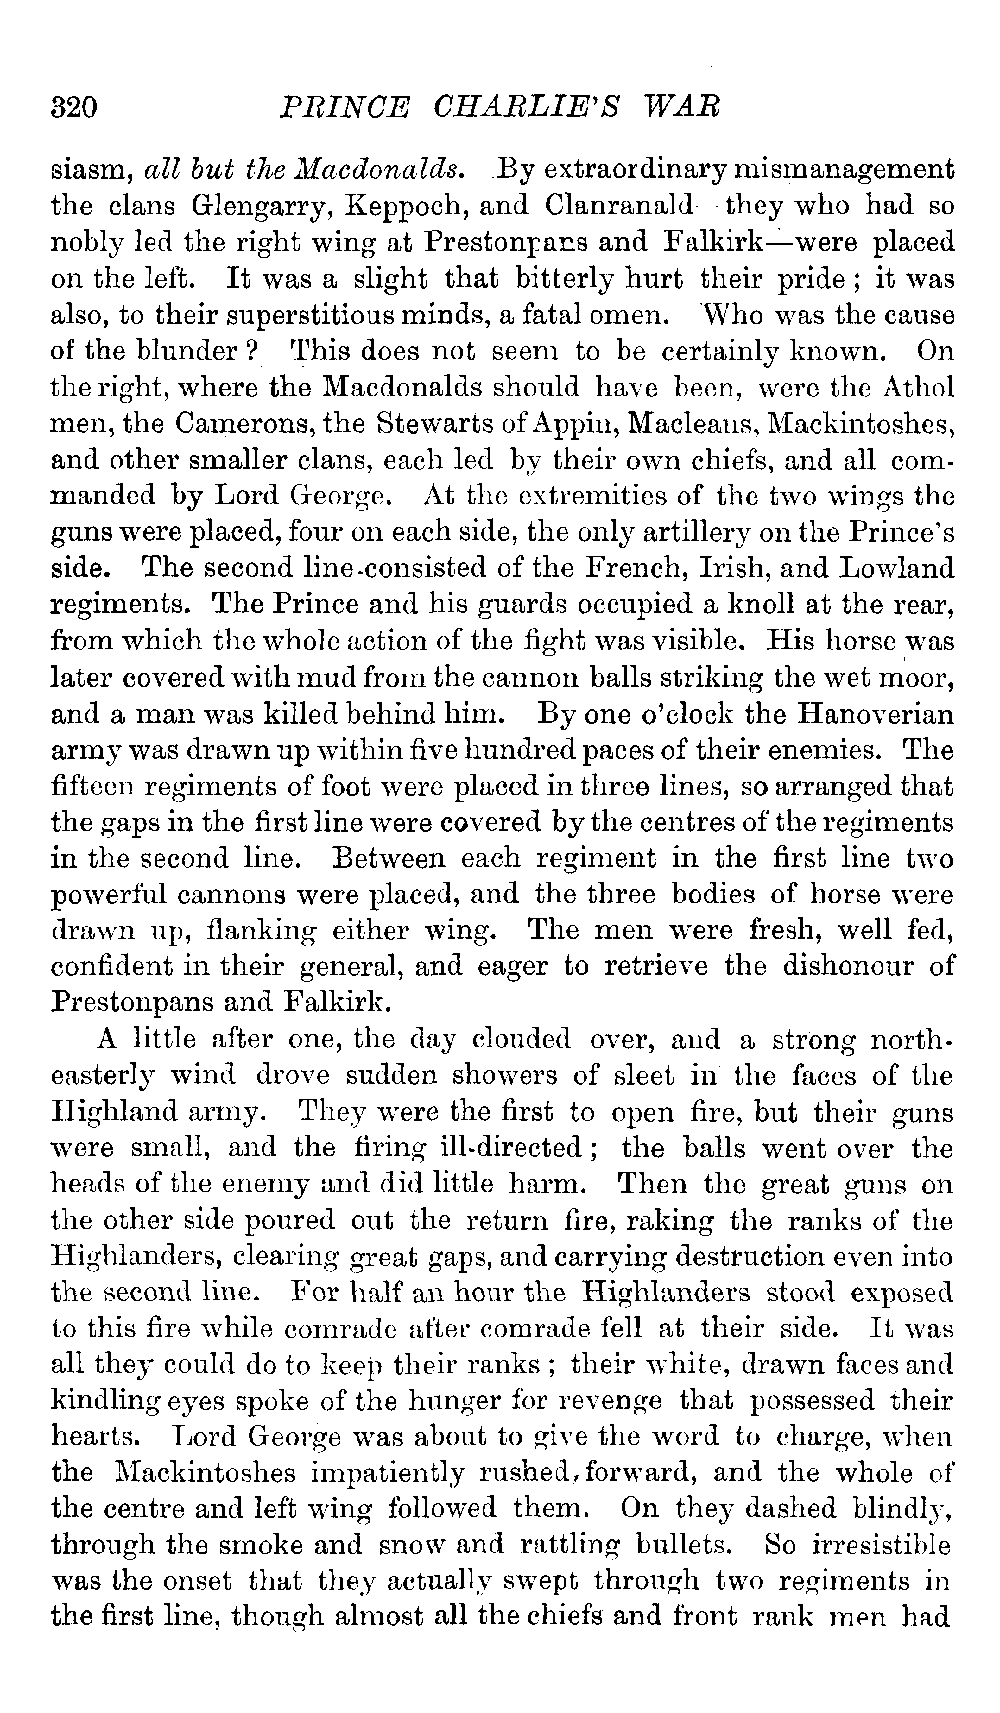 320 PRINCE CHARLIE'S WAR
siasm, all but the Macdonalds. By extraordinary mismanagement
the clans Glengarry, Keppoch, and Clanranald they who had so
nobly led the right wing at Prestonpans and Falkirk—were placed
on the left. It was a slight that bitterly hurt their pride ; it was
also, to their superstitious minds, a fatal omen. Who was the cause
of the blunder ? This does not seem to be certainly known. On
the right, where the Macdonalds should have been, were the Athol
men, the Camerons, the Stewarts of Appin, Macleans, Mackintoshes,
and other smaller clans, each led by their own chiefs, and all com-
manded by Lord George. At the extremities of the two wings the
guns were placed, four on each side, the only artillery on the Prince's
side. The second line consisted of the French, Irish, and Lowland
regiments. The Prince and his guards occupied a knoll at the rear,
from which the whole action of the fight was visible. His horse was
later covered with mud from the cannon balls striking the wet moor,
and a man was killed behind him. By one o'clock the Hanoverian
army was drawn up within five hundred paces of their enemies. The
fifteen regiments of foot were placed in three lines, so arranged that
the gaps in the first line were covered by the centres of the regiments
in the second line. Between each regiment in the first line two
powerful cannons were placed, and the three bodies of horse were
drawn up, flanking either wing. The men were fresh, well fed,
confident in their general, and eager to retrieve the dishonour of
Prestonpans and Falkirk.
A little after one, the day clouded over, and a strong north-
easterly wind drove sudden showers of sleet in the faces of the
Highland army. They were the first to open fire, but their guns
were small, and the firing ill-directed ; the balls went over the
heads of the enemy and did little harm. Then the great guns on
the other side poured out the return fire, raking the ranks of the
Highlanders, clearing great gaps, and carrying destruction even into
the second line. For half an hour the Highlanders stood exposed
to this fire while comrade after comrade fell at their side. It was
all they could do to keep their ranks ; their white, drawn faces and
kindling eyes spoke of the hunger for revenge that possessed their
hearts. Lord George was about to give the word to charge, when
the Mackintoshes impatiently rushed forward, and the whole of
the centre and left wing followed them. On they dashed blindly,
through the smoke and snow and rattling bullets. So irresistible
was the onset that they actually swept through two regiments in
the first line, though almost all the chiefs and front rank men had